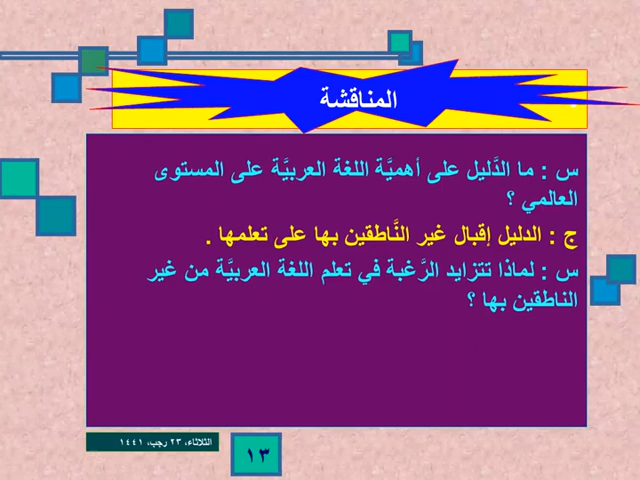 المناقشة
س : ما الدَّليل على أهميَّة اللغة العربيَّة على المستوى
العالمي ؟
ج : الدليل إقبال غير النَّاطقين بها على تعلمها .
س : لماذا تتزايد الرَّغبة في تعلم اللغة العربيَّة من غير
الناطقين بها ؟
الثلاثاء، ٢٣ رجب، ١٤٤١
١٣